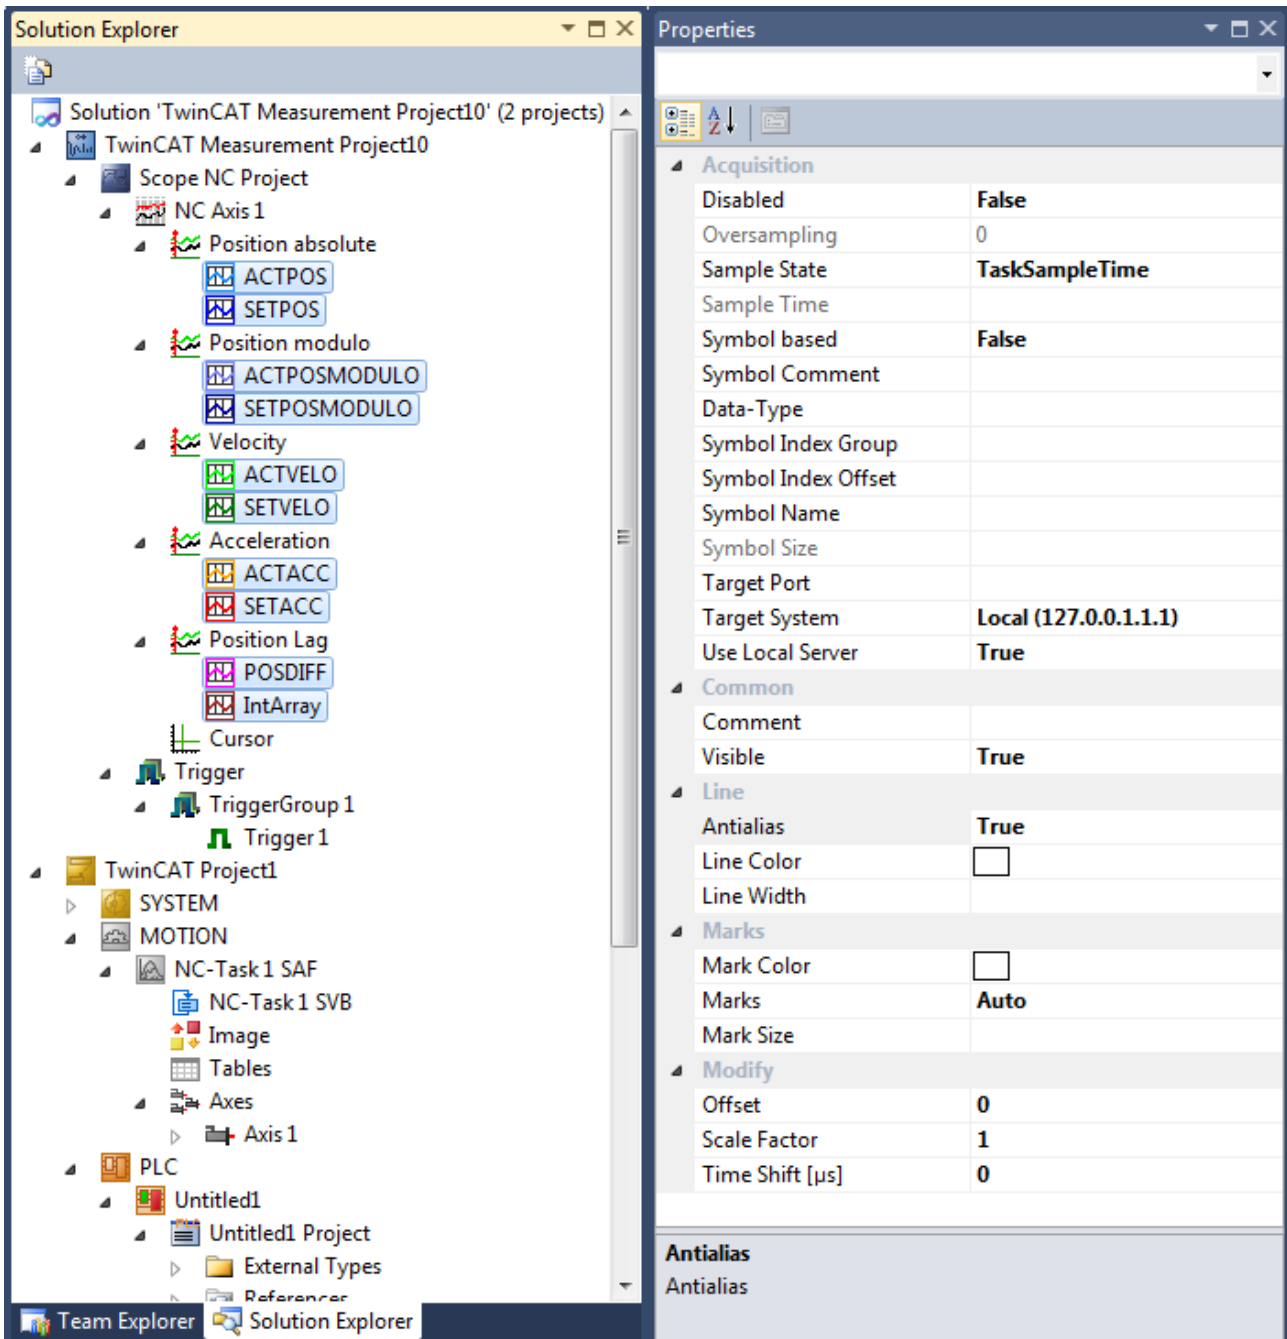 Solution Explorer
Solution 'TwinCAT Measurement Project10' (2 projects)
TwinCAT Measurement Project10
Scope NC Project
NC Axis 1
Position absolute
ACTPOS
SETPOS
Position modulo
ACTPOSMODULO
SETPOSMODULO
Velocity
ACTVELO
SETVELO
Acceleration
ACTACC
SETACC
Position Lag
POSDIFF
IntArray
Cursor
Trigger
TriggerGroup 1
Trigger 1
TwinCAT Project1
SYSTEM
MOTION
NC-Task 1 SAF
NC-Task 1 SVB
Image
Tables
Axes
Axis 1
PLC
Untitled1
Untitled1 Project
External Types
References
Team Explorer Solution Explorer
Properties
Acquisition
Disabled False
Oversampling 0
Sample State TaskSampleTime
Sample Time
Symbol based False
Symbol Comment
Data-Type
Symbol Index Group
Symbol Index Offset
Symbol Name
Symbol Size
Target Port
Target System Local (127.0.0.1.1.1)
Use Local Server True
Common
Comment
Visible True
Line
Antialias True
Line Color
Line Width
Marks
Mark Color
Marks Auto
Mark Size
Modify
Offset 0
Scale Factor 1
Time Shift [µs] 0
Antialias
Antialias